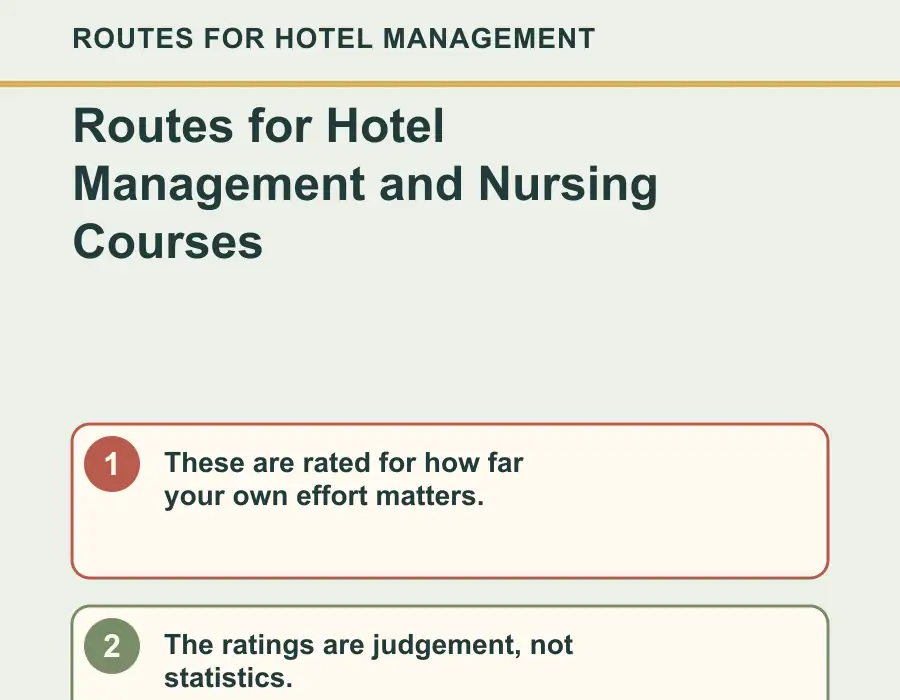 ROUTES FOR HOTEL MANAGEMENT
Routes for Hotel
Management and Nursing
Courses
1
These are rated for how far
your own effort matters.
2
The ratings are judgement, not
statistics.